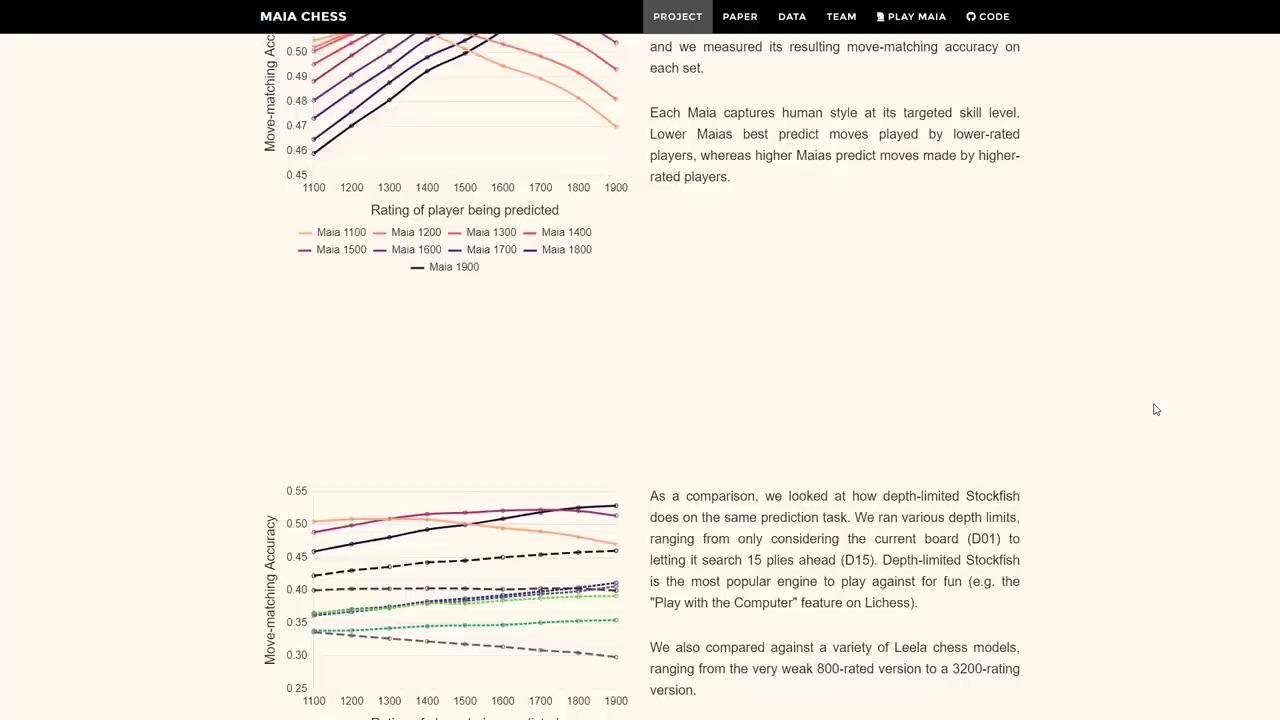 MAIA CHESS
PROJECT PAPER DATA TEAM PLAY MAIA CODE
Move-matching Acc
0.50
0.49
0.48
0.47
0.46
0.45
1100 1200 1300 1400 1500 1600 1700 1800 1900
Rating of player being predicted
Maia 1100 Maia 1200 Maia 1300 Maia 1400
Maia 1500 Maia 1600 Maia 1700 Maia 1800
Maia 1900
and we measured its resulting move-matching accuracy on
each set.
Each Maia captures human style at its targeted skill level.
Lower Maias best predict moves played by lower-rated
players, whereas higher Maias predict moves made by higher-
rated players.
Move-matching Accuracy
0.55
0.50
0.45
0.40
0.35
0.30
0.25
1100 1200 1300 1400 1500 1600 1700 1800 1900
As a comparison, we looked at how depth-limited Stockfish
does on the same prediction task. We ran various depth limits,
ranging from only considering the current board (D01) to
letting it search 15 plies ahead (D15). Depth-limited Stockfish
is the most popular engine to play against for fun (e.g. the
"Play with the Computer" feature on Lichess).
We also compared against a variety of Leela chess models,
ranging from the very weak 800-rated version to a 3200-rating
version.